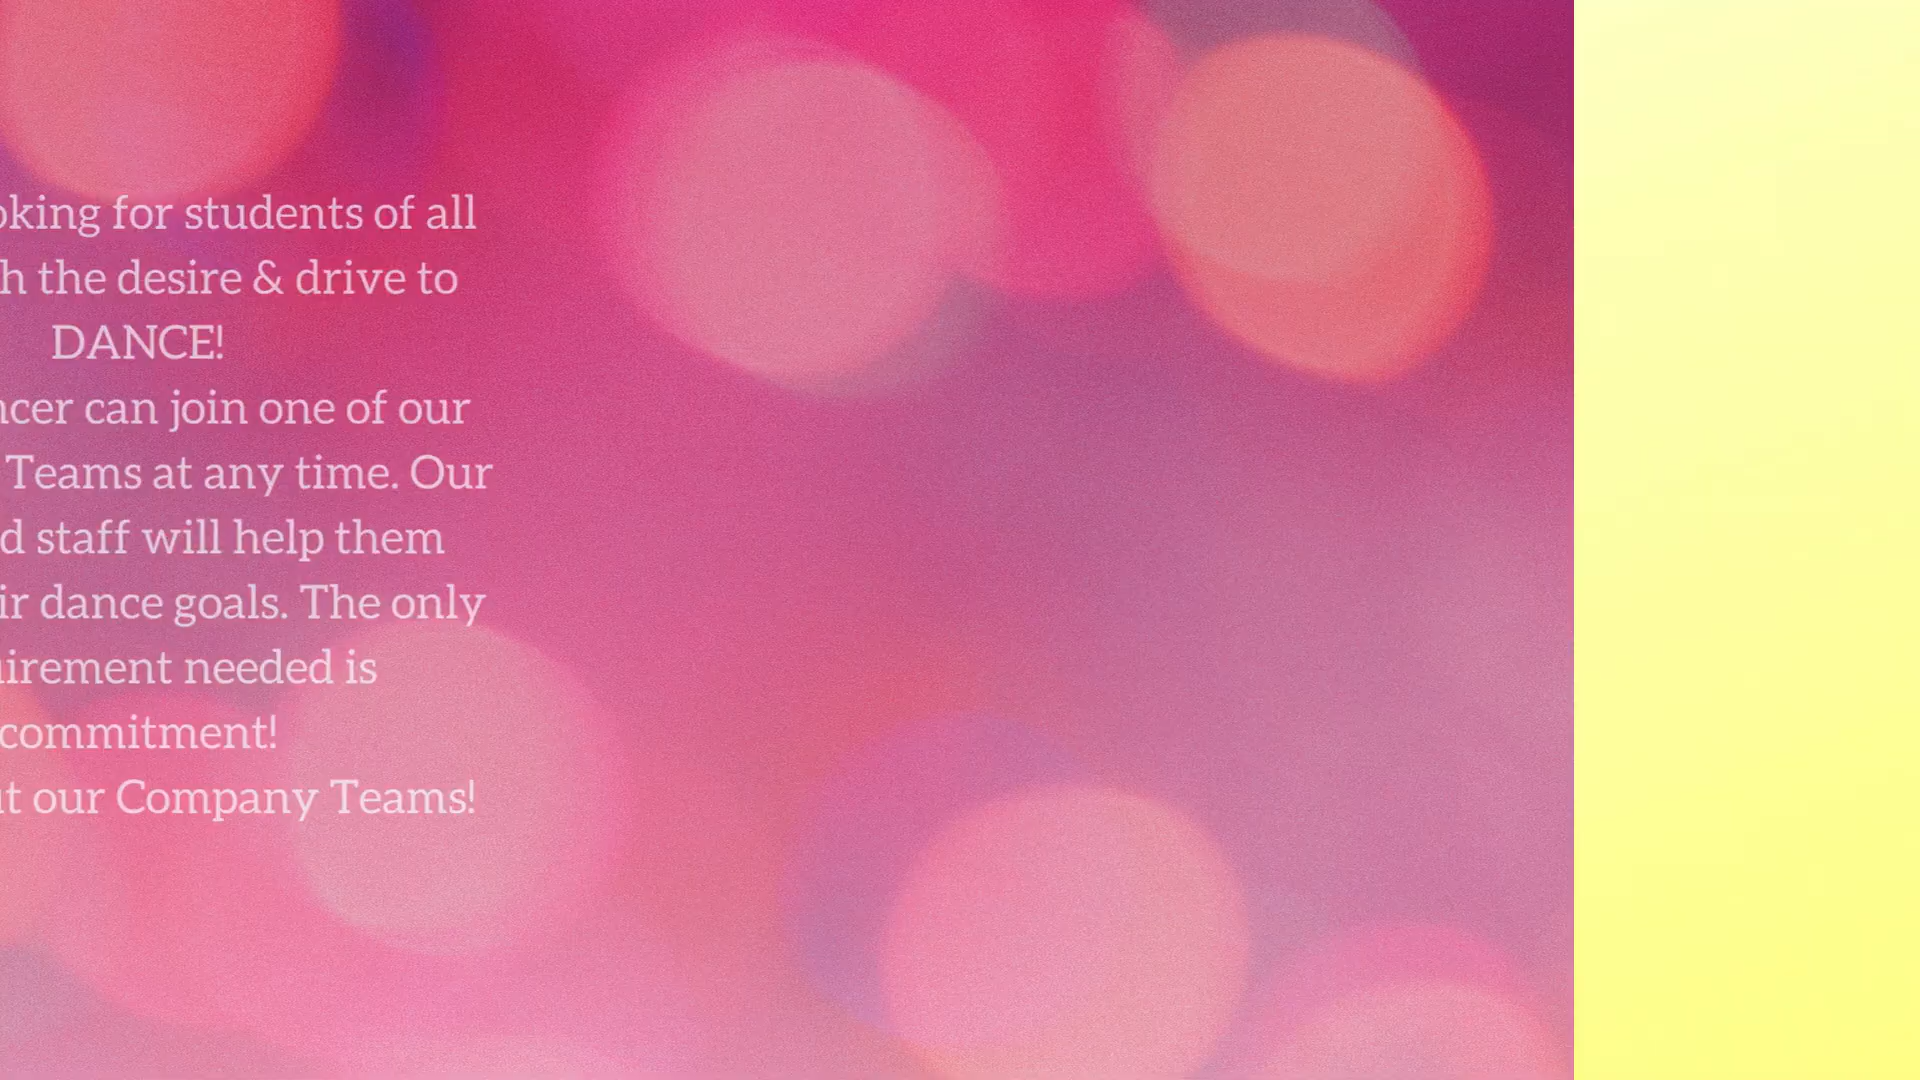 oking for students of all
h the desire & drive to
DANCE!
ncer can join one of our
Teams at any time. Our
d staff will help them
ir dance goals. The only
uirement needed is
commitment!
ut our Company Teams!